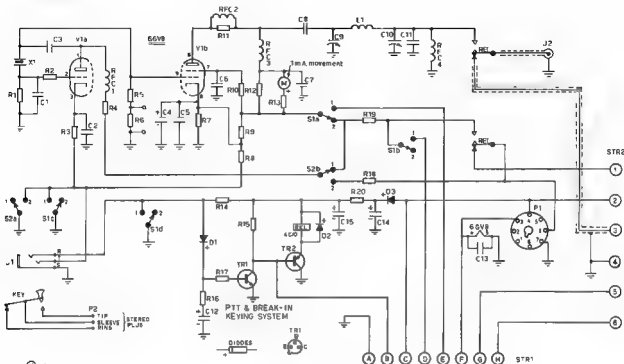 RFC2
V1a
6GV8
V1b
C3
R11
C8
L1
J2
X1
R2
C1
R1
RFC1
R4
R3
C2
R5
R6
C4
C5
R7
C6
R10
R12
RFC3
1mA movement
M
R13
C7
C9
C10
C11
RFC4
R9
R8
S1a
R19
S1b
S2b
R18
STR2
S2a
S1c
S1d
R14
R20
D3
P1
D1
R15
C15
C14
D2
TR2
R17
TR1
R16
C12
6GV8
C13
J1
KEY
P2
TIP
SLEEVE
RING
STEREO
PLUG
PTT & BREAK-IN
KEYING SYSTEM
DIODES
TR1
1
2
3
4
5
6
A B C D E F G H
STR1